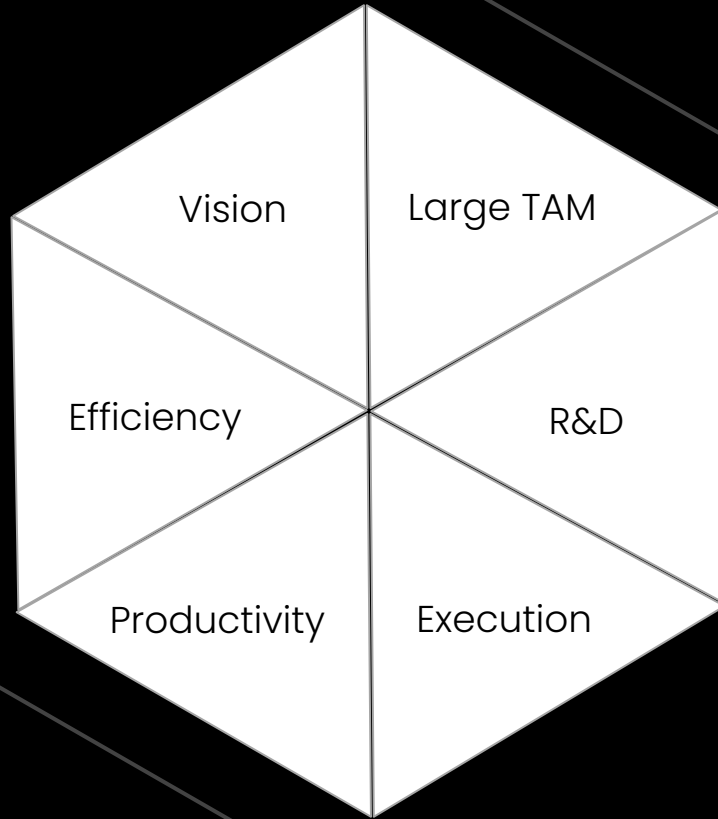 Vision
Large TAM
Efficiency
R&D
Productivity
Execution